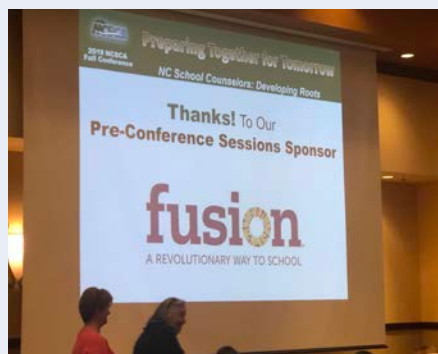 NCSCA
2019 NCSCA
Fall Conference
Preparing Together for Tomorrow
NC School Counselors: Developing Roots
Thanks! To Our
Pre-Conference Sessions Sponsor
fusion
A REVOLUTIONARY WAY TO SCHOOL